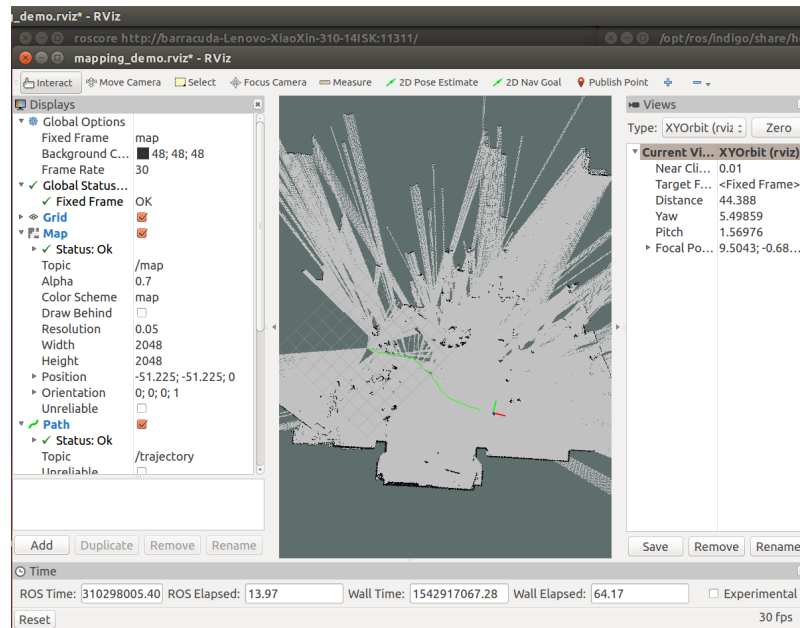 _demo.rviz* - RViz
roscore http://barracuda-Lenovo-XiaoXin-310-14ISK:11311/
/opt/ros/indigo/share/he
mapping_demo.rviz* - RViz
Interact Move Camera Select Focus Camera Measure 2D Pose Estimate 2D Nav Goal Publish Point
Displays
Global Options
Fixed Frame map
Background C... 48; 48; 48
Frame Rate 30
Global Status...
Fixed Frame OK
Grid
Map
Status: Ok
Topic /map
Alpha 0.7
Color Scheme map
Draw Behind
Resolution 0.05
Width 2048
Height 2048
Position -51.225; -51.225; 0
Orientation 0; 0; 0; 1
Unreliable
Path
Status: Ok
Topic /trajectory
Unreliable
Add Duplicate Remove Rename
Views
Type: XYOrbit (rviz Zero
Current Vi... XYOrbit (rviz)
Near Cli... 0.01
Target F... <Fixed Frame>
Distance 44.388
Yaw 5.49859
Pitch 1.56976
Focal Po... 9.5043; -0.68...
Save Remove Rename
Time
ROS Time: 310298005.40 ROS Elapsed: 13.97 Wall Time: 1542917067.28 Wall Elapsed: 64.17 Experimental
Reset 30 fps